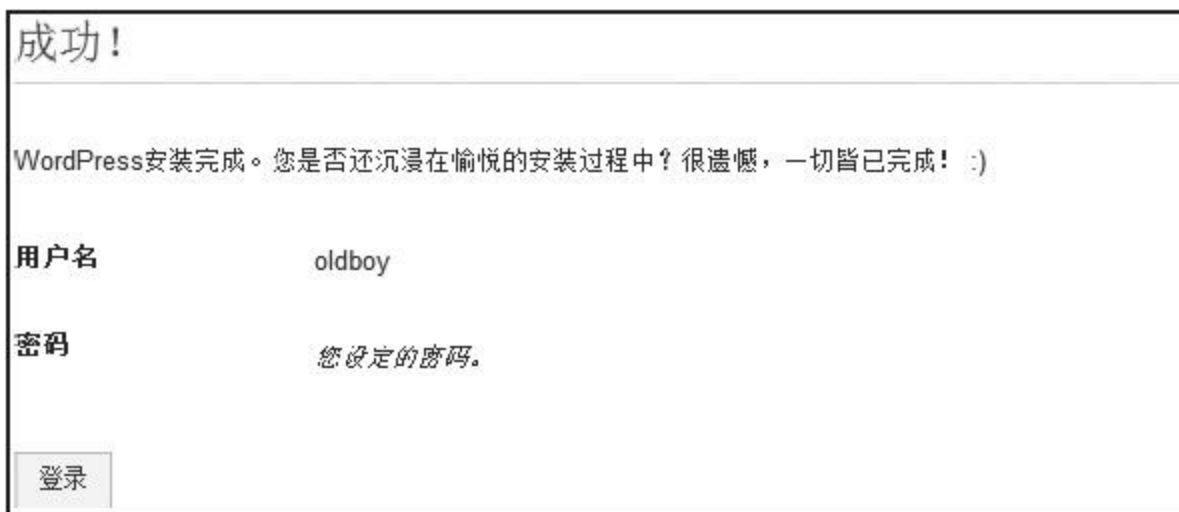 成功！
WordPress安装完成。您是否还沉浸在愉悦的安装过程中？很遗憾，一切皆已完成！ :)
用户名 oldboy
密码 您设定的密码。
登录